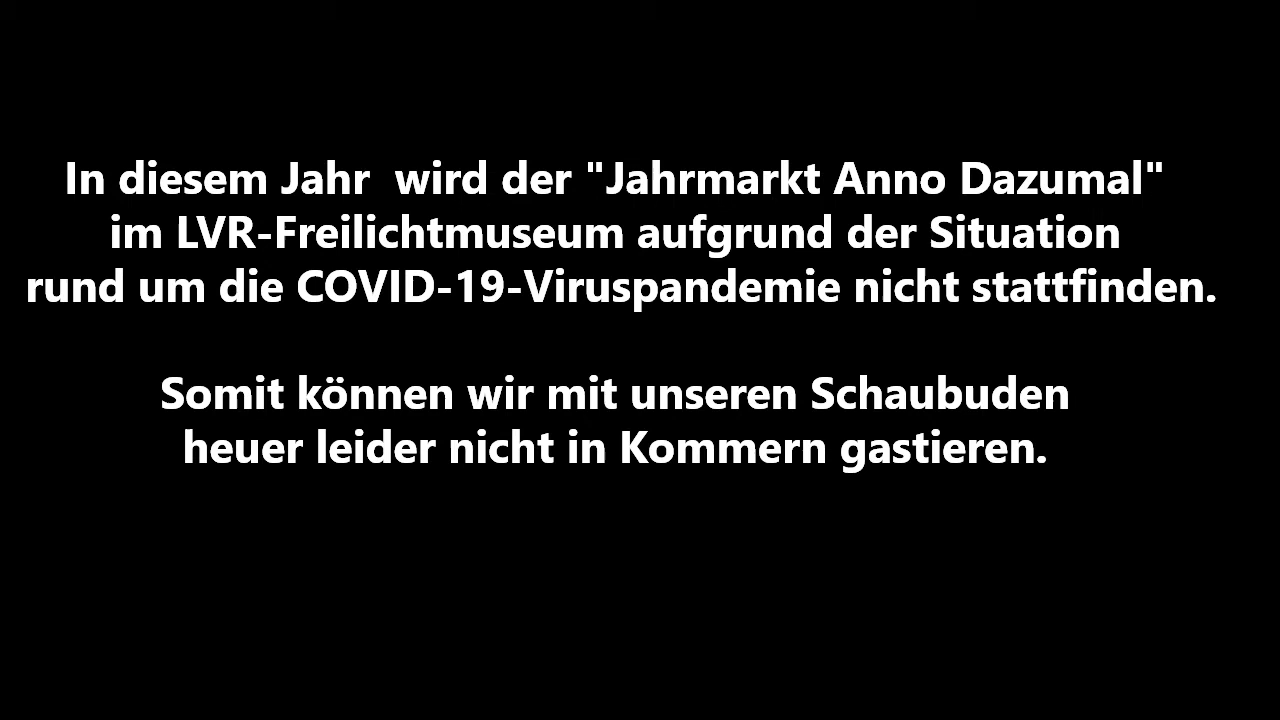 In diesem Jahr  wird der "Jahrmarkt Anno Dazumal"
im LVR-Freilichtmuseum aufgrund der Situation
rund um die COVID-19-Viruspandemie nicht stattfinden.
Somit können wir mit unseren Schaubuden
heuer leider nicht in Kommern gastieren.